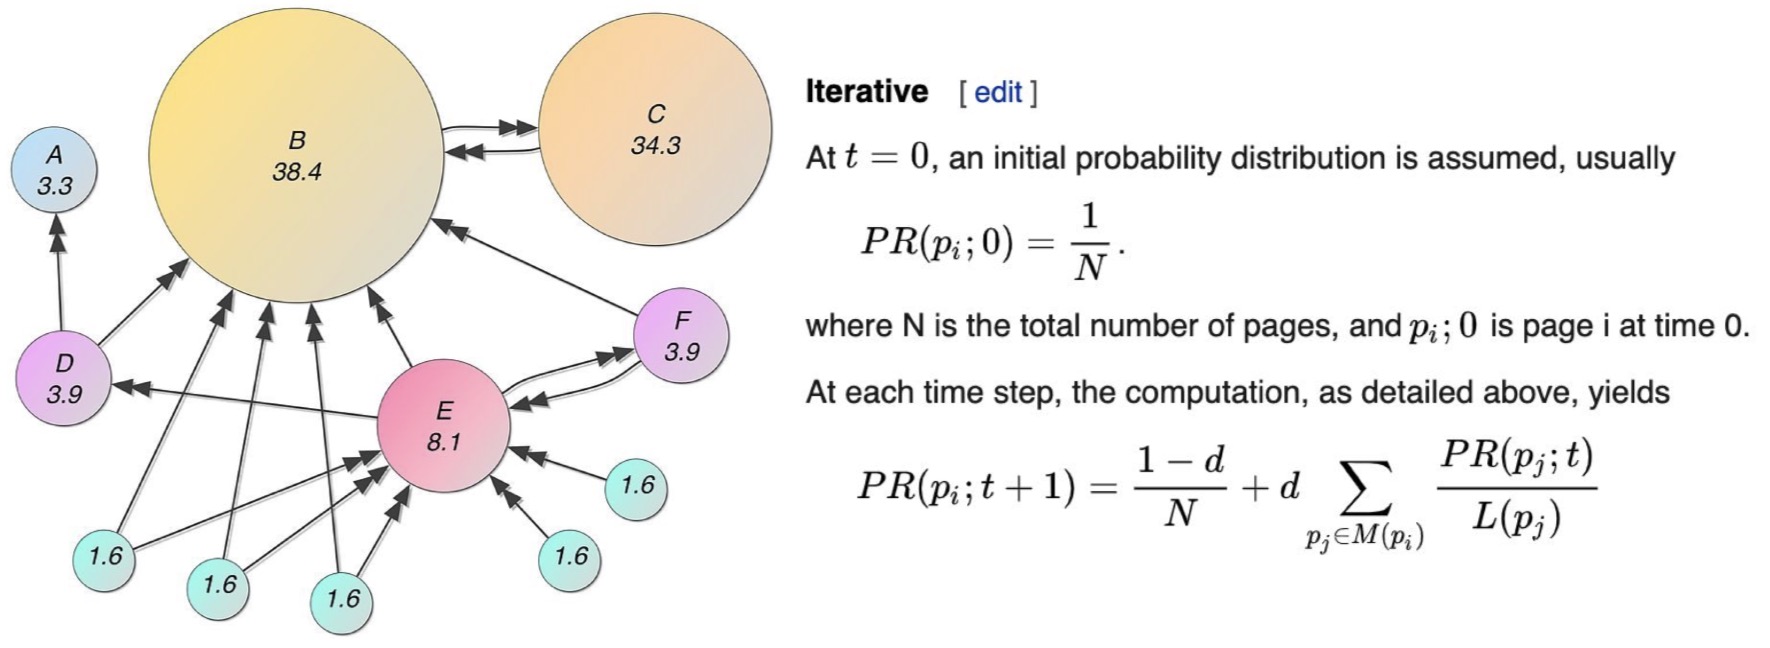 A
3.3
B
38.4
C
34.3
D
3.9
E
8.1
F
3.9
1.6
1.6
1.6
1.6
1.6
Iterative [ edit ]
At t = 0, an initial probability distribution is assumed, usually
PR(p_i; 0) = \frac{1}{N}.
where N is the total number of pages, and p_i; 0 is page i at time 0.
At each time step, the computation, as detailed above, yields
PR(p_i; t + 1) = \frac{1 − d}{N} + d \sum_{p_j ∈ M(p_i)} \frac{PR(p_j; t)}{L(p_j)}